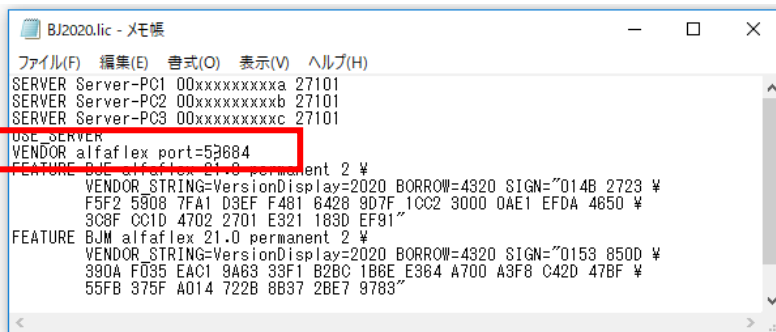 BJ2020.lic - メモ帳
ファイル(F) 編集(E) 書式(O) 表示(V) ヘルプ(H)
SERVER Server-PC1 00xxxxxxxxxa 27101
SERVER Server-PC2 00xxxxxxxxxb 27101
SERVER Server-PC3 00xxxxxxxxxc 27101
USE_SERVER
VENDOR alfaflex port=59684
FEATURE BJE alfaflex 21.0 permanent 2 ¥
VENDOR_STRING=VersionDisplay=2020 BORROW=4320 SIGN="014B 2723 ¥
F5F2 5908 7FA1 D3EF F481 6428 9D7F 1CC2 3000 0AE1 EFDA 4650 ¥
3C8F CC1D 4702 2701 E321 183D EF91"
FEATURE BJM alfaflex 21.0 permanent 2 ¥
VENDOR_STRING=VersionDisplay=2020 BORROW=4320 SIGN="0153 850D ¥
390A F035 EAC1 9A63 33F1 B2BC 1B6E E364 A700 A3F8 C42D 47BF ¥
55FB 375F A014 722B 8B37 2BE7 9783"